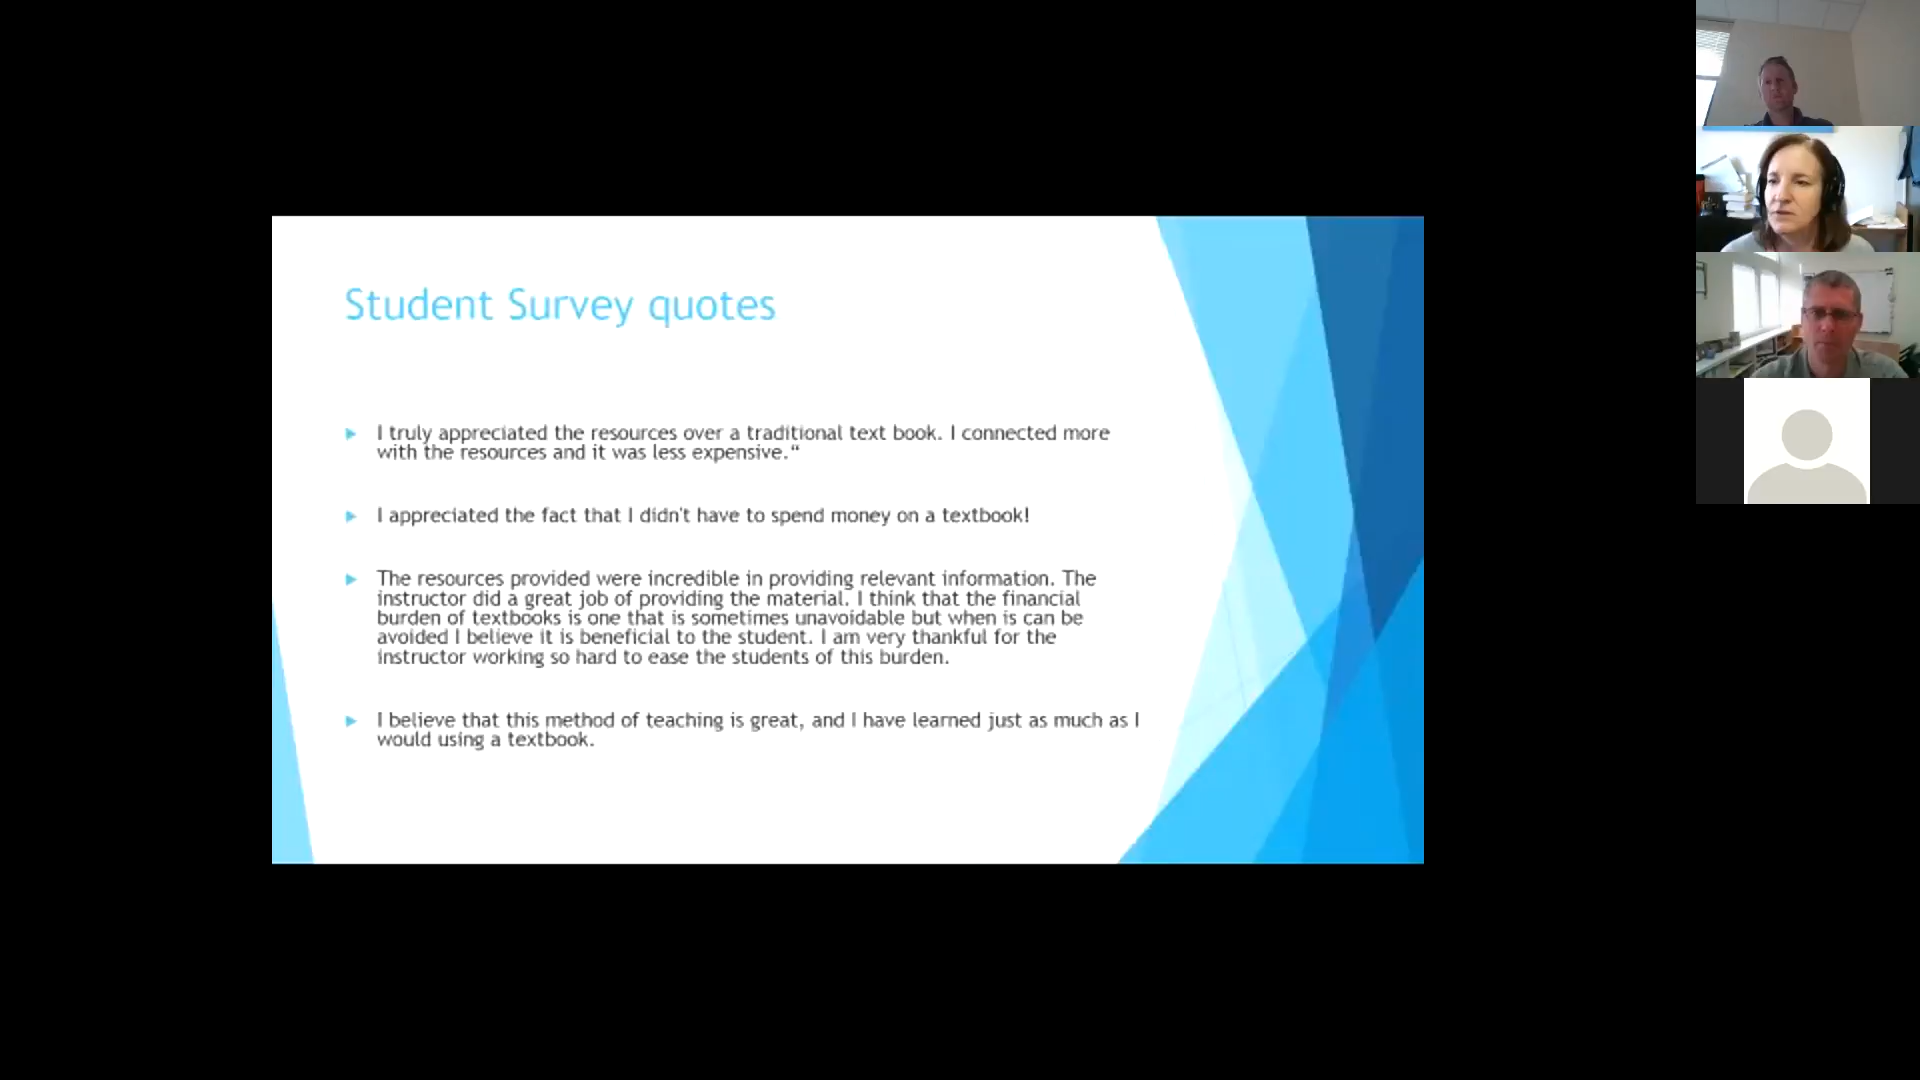 Student Survey quotes
I truly appreciated the resources over a traditional text book. I connected more
with the resources and it was less expensive.“
I appreciated the fact that I didn't have to spend money on a textbook!
The resources provided were incredible in providing relevant information. The
instructor did a great job of providing the material. I think that the financial
burden of textbooks is one that is sometimes unavoidable but when is can be
avoided I believe it is beneficial to the student. I am very thankful for the
instructor working so hard to ease the students of this burden.
I believe that this method of teaching is great, and I have learned just as much as I
would using a textbook.